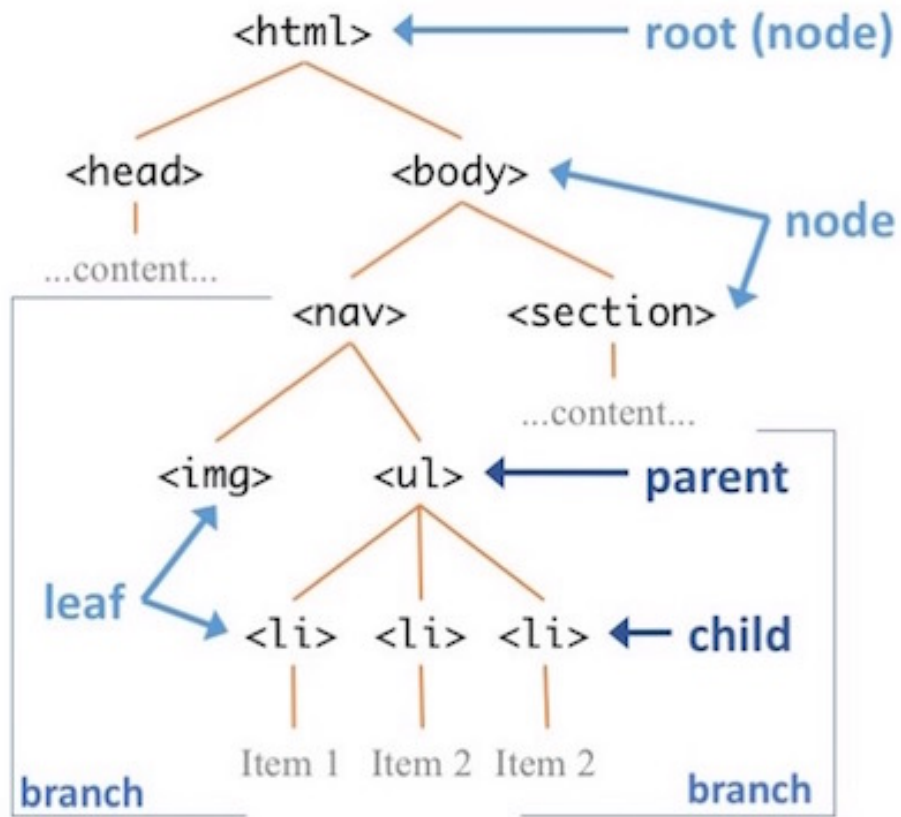 <html> root (node)
<head> <body>
node
...content...
<nav> <section>
...content...
<img> <ul> parent
leaf
<li> <li> <li> child
Item 1 Item 2 Item 2
branch branch